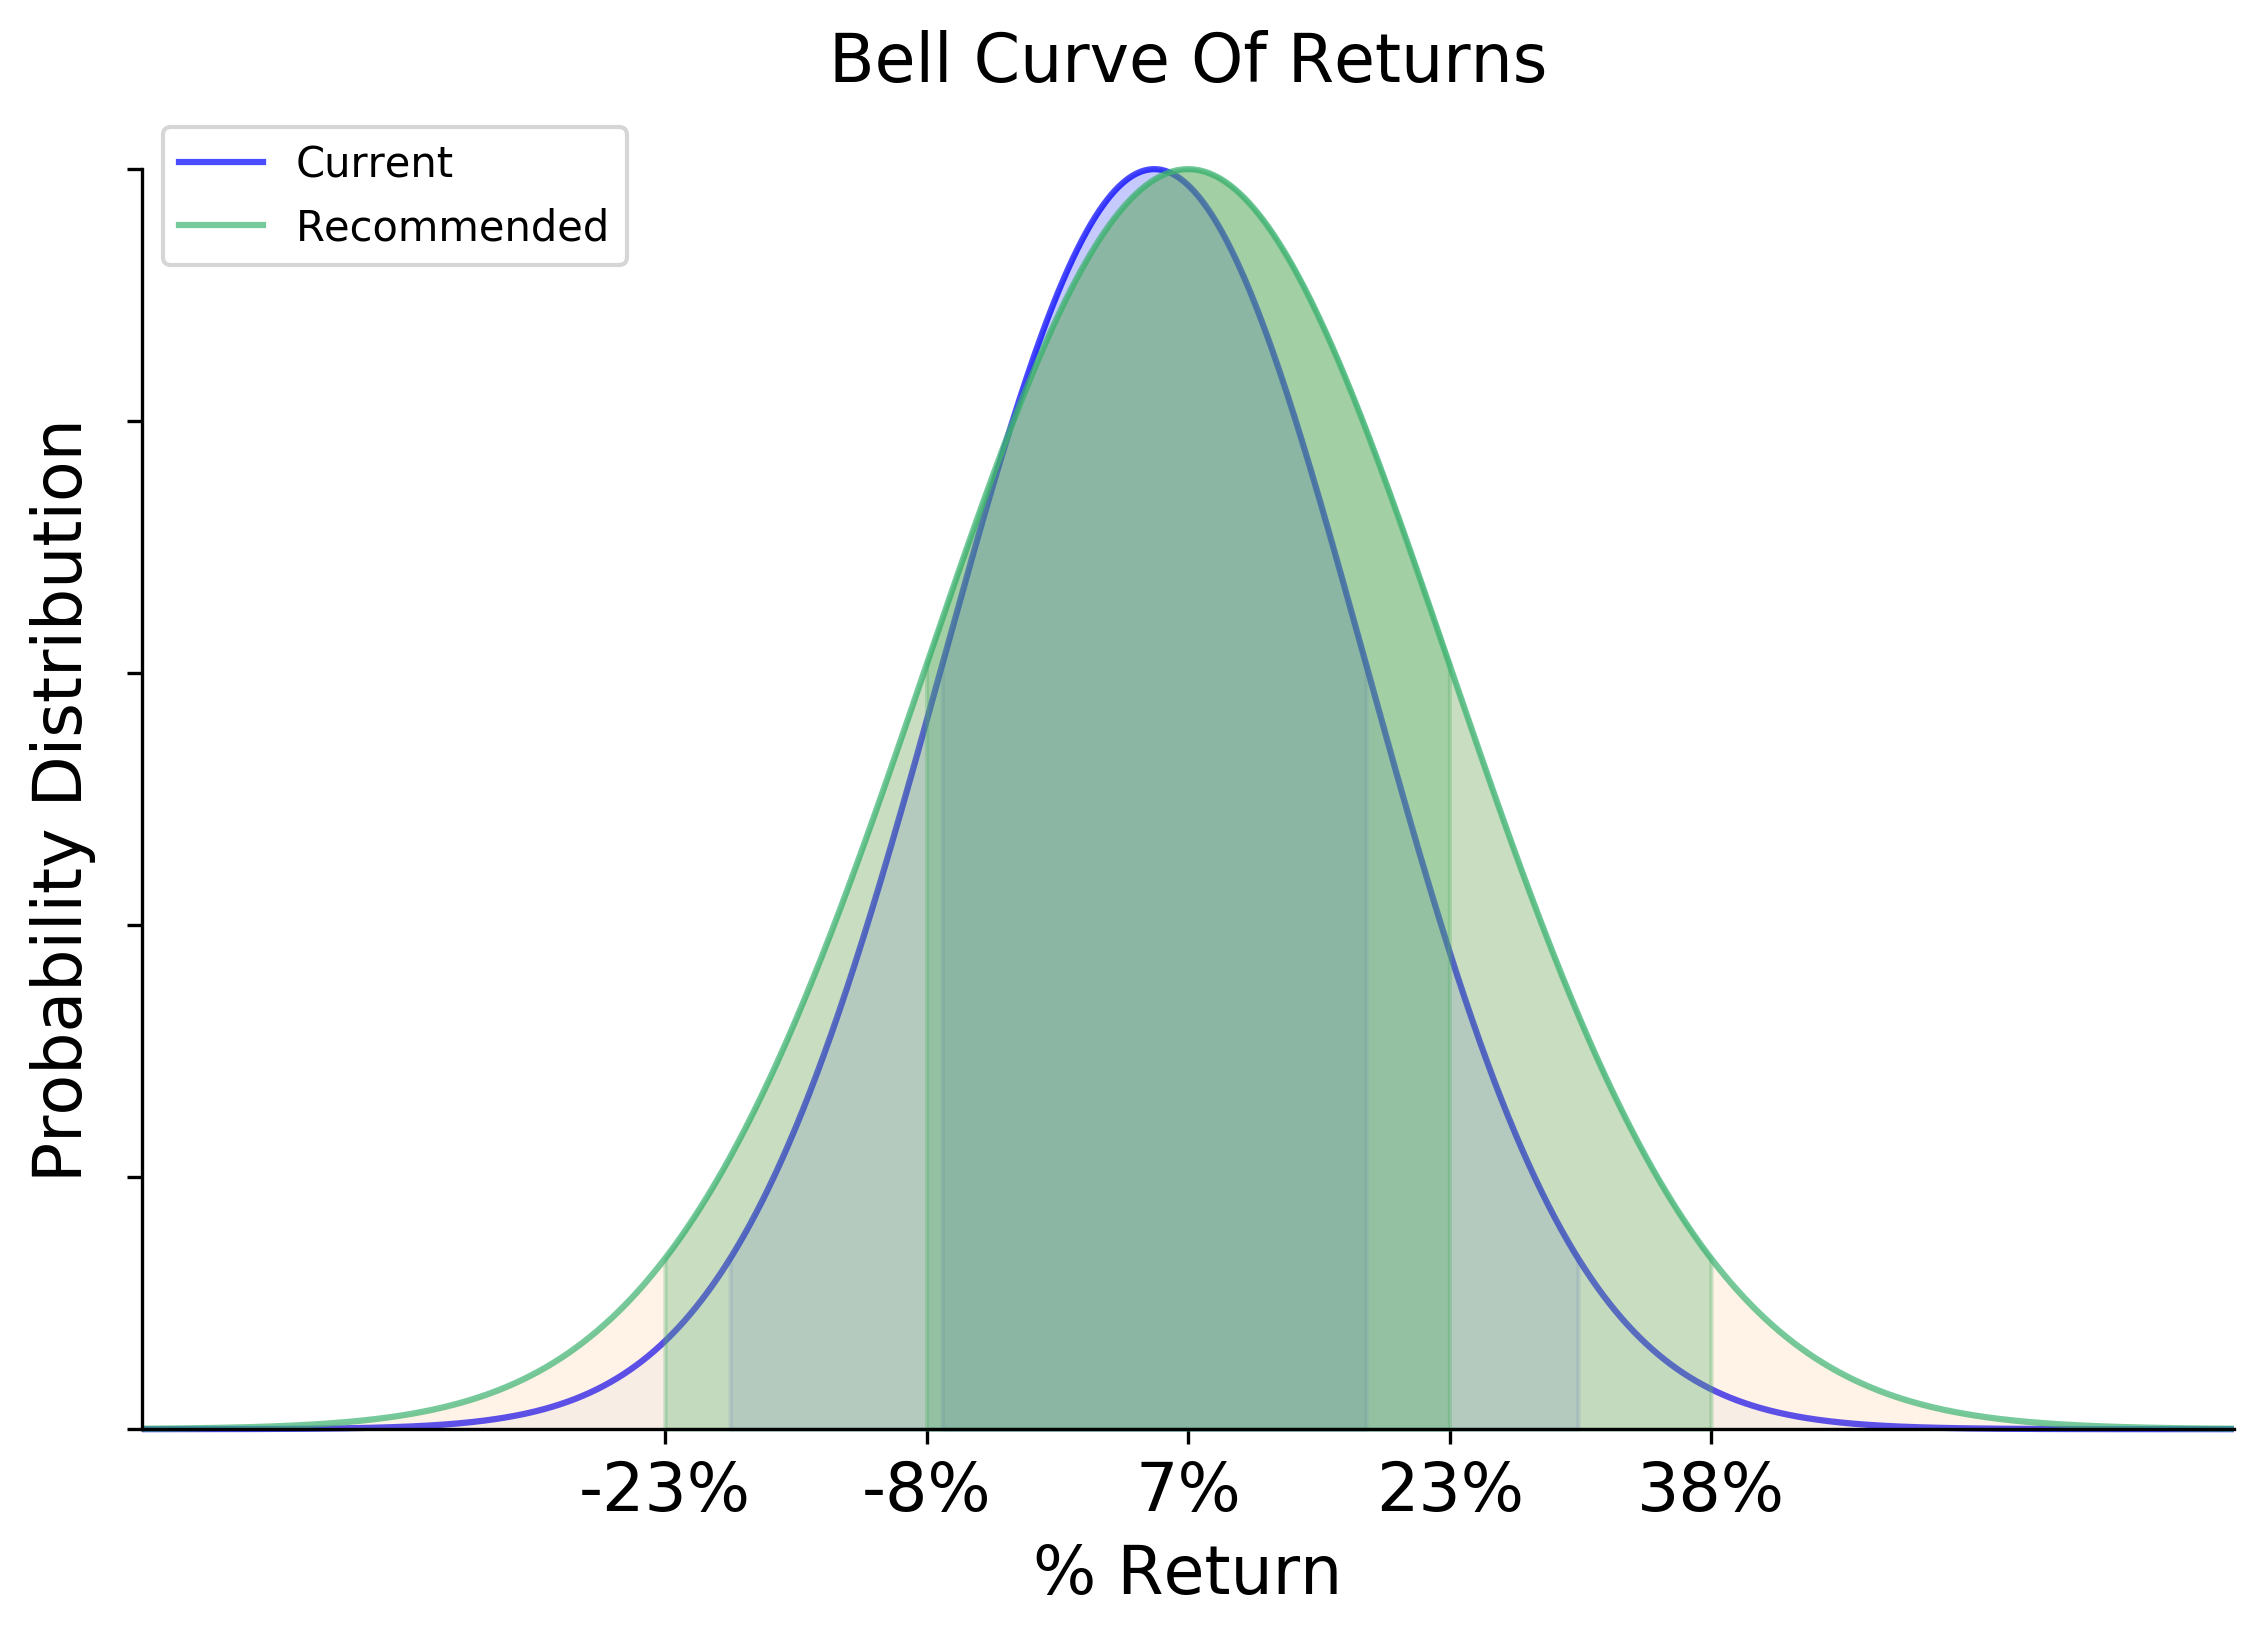 Bell Curve Of Returns
Current
Recommended
Probability Distribution
-23%
-8%
7%
23%
38%
% Return